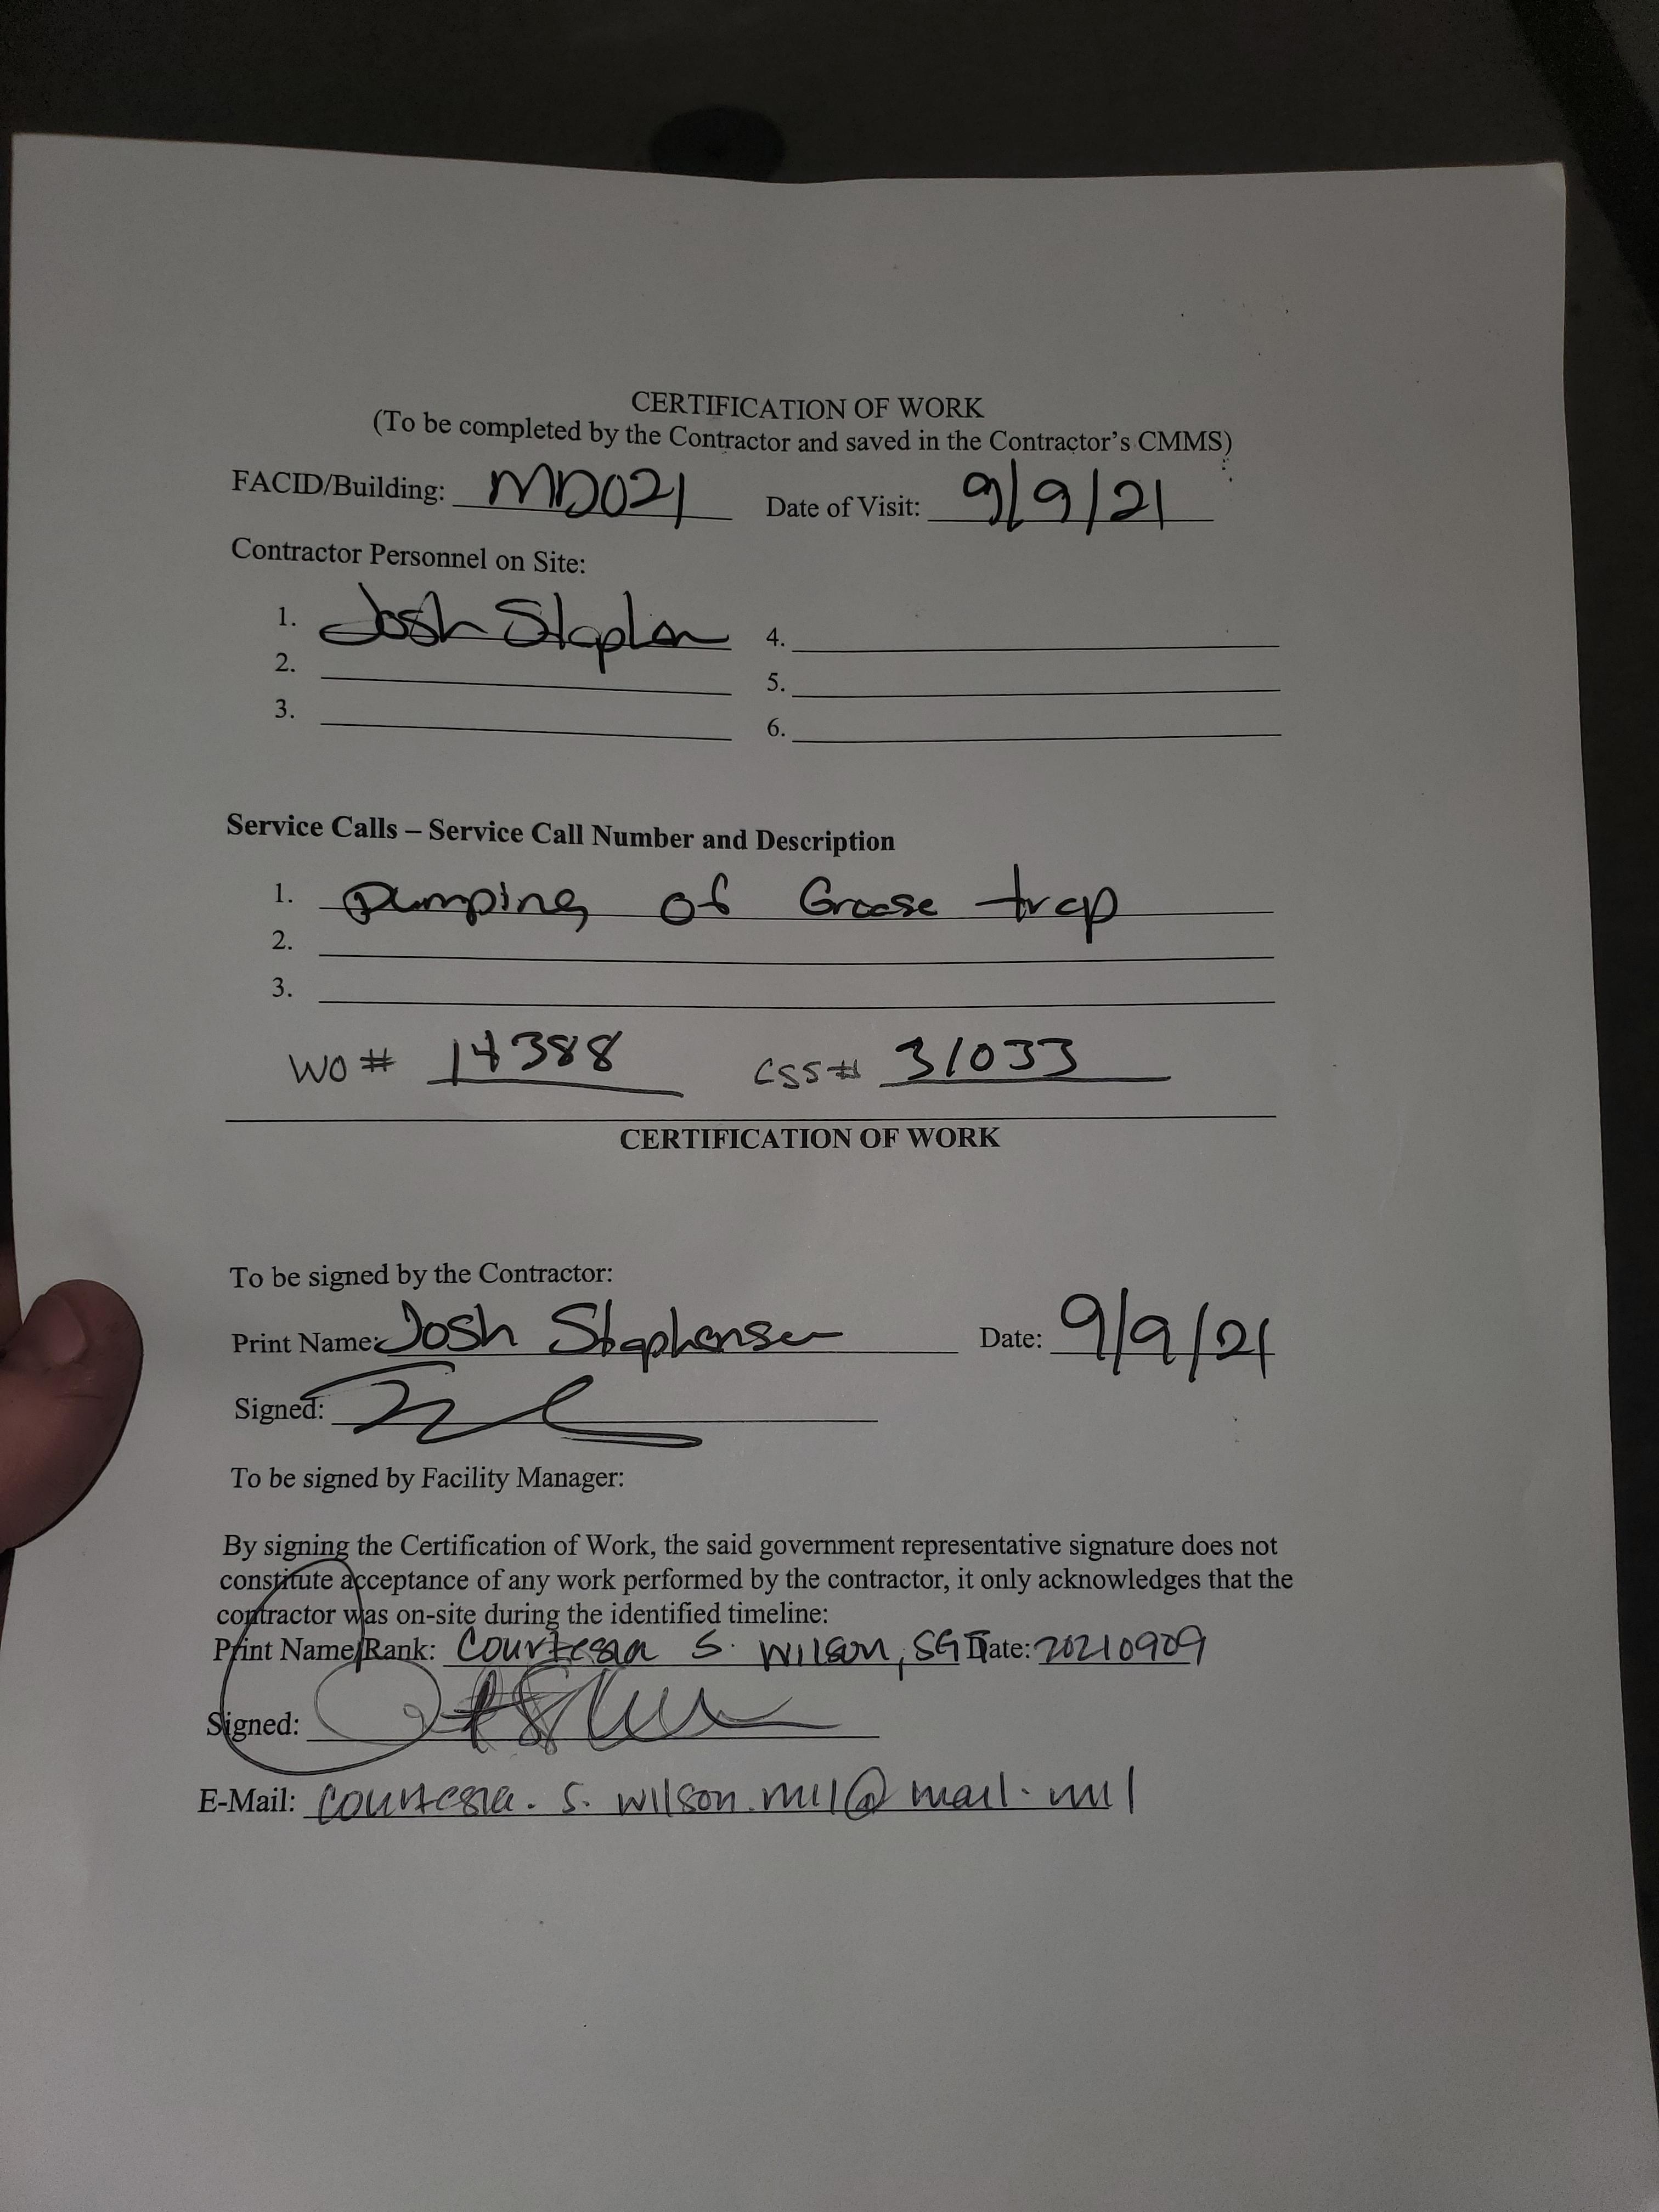 CERTIFICATION OF WORK
(To be completed by the Contractor and saved in the Contractor's CMMS)
FACID/Building: MD021 Date of Visit: 9/9/21
Contractor Personnel on Site:
1. Josh Stephen 4.
2. 5.
3. 6.
Service Calls – Service Call Number and Description
1. Pumping of Grease trap
2.
3.
WO # 14388 CSS# 31033
CERTIFICATION OF WORK
To be signed by the Contractor:
Print Name: Josh Stephensen Date: 9/9/21
Signed:
To be signed by Facility Manager:
By signing the Certification of Work, the said government representative signature does not
constitute acceptance of any work performed by the contractor, it only acknowledges that the
contractor was on-site during the identified timeline:
Print Name/Rank: Courtesia S. Wilson, SGT Date: 20210909
Signed:
E-Mail: courtesia.s.wilson.mil@mail.mil